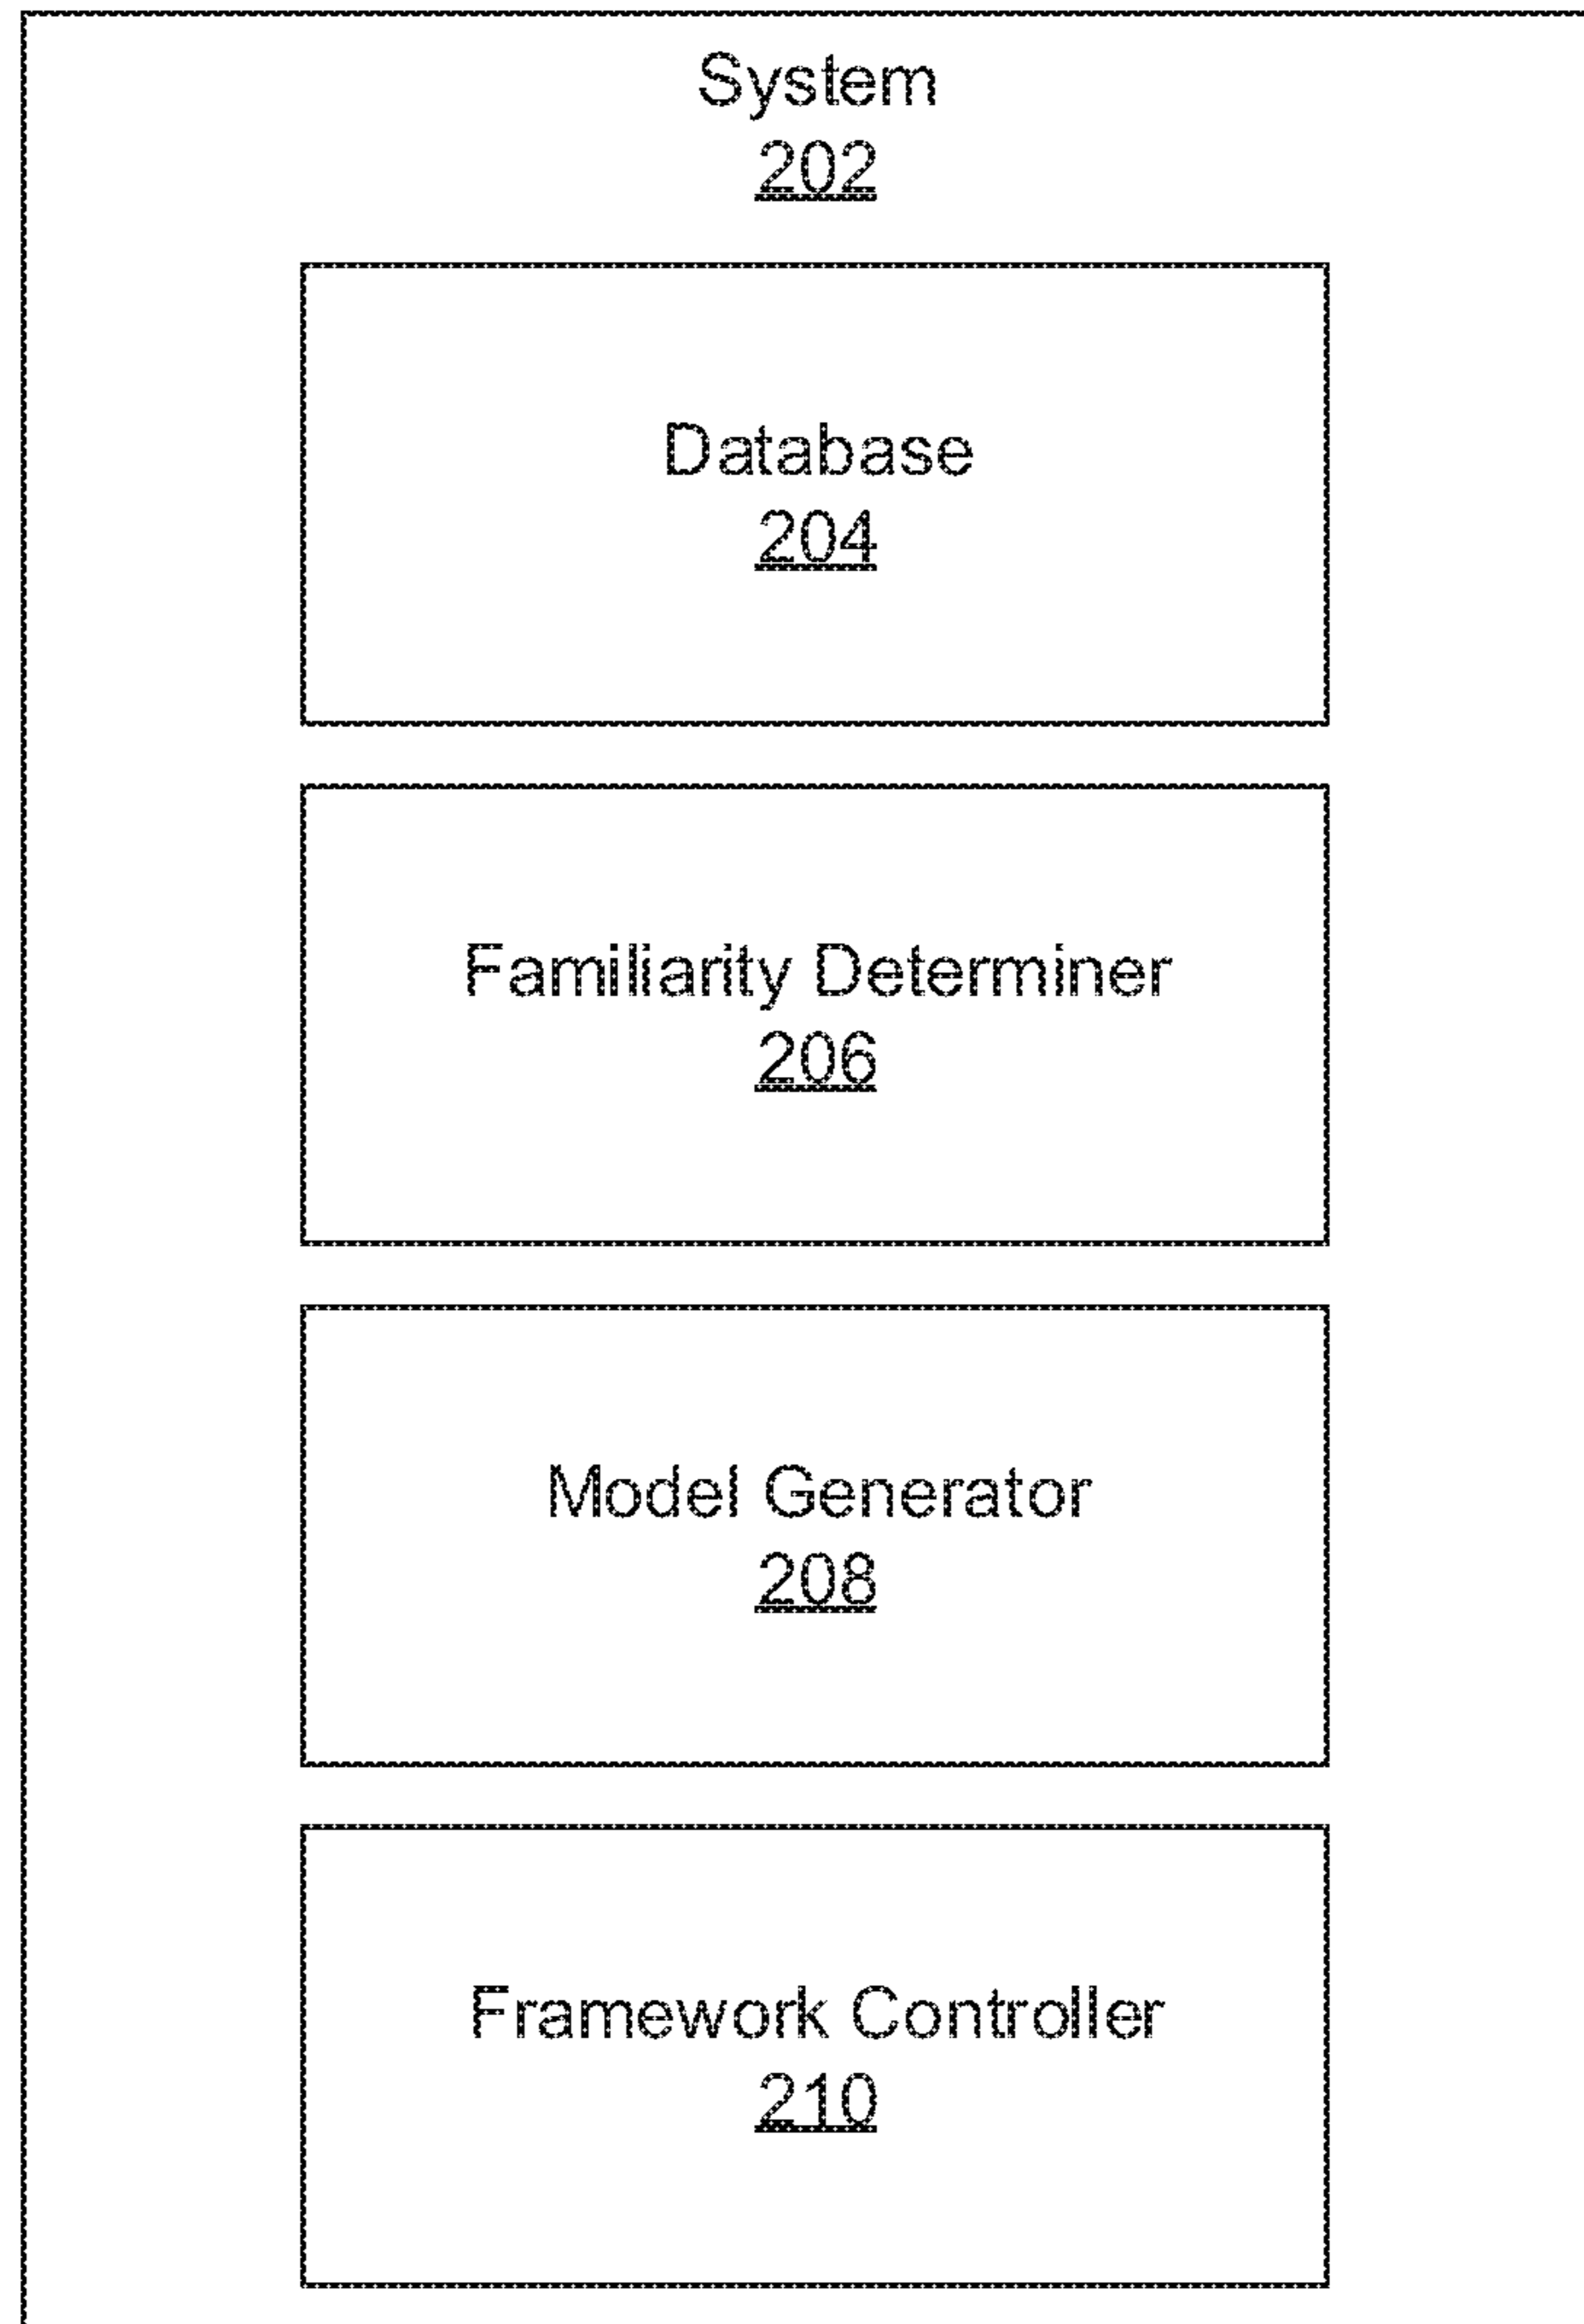 System
202
Database
204
Familiarity Determiner
206
Model Generator
208
Framework Controller
210